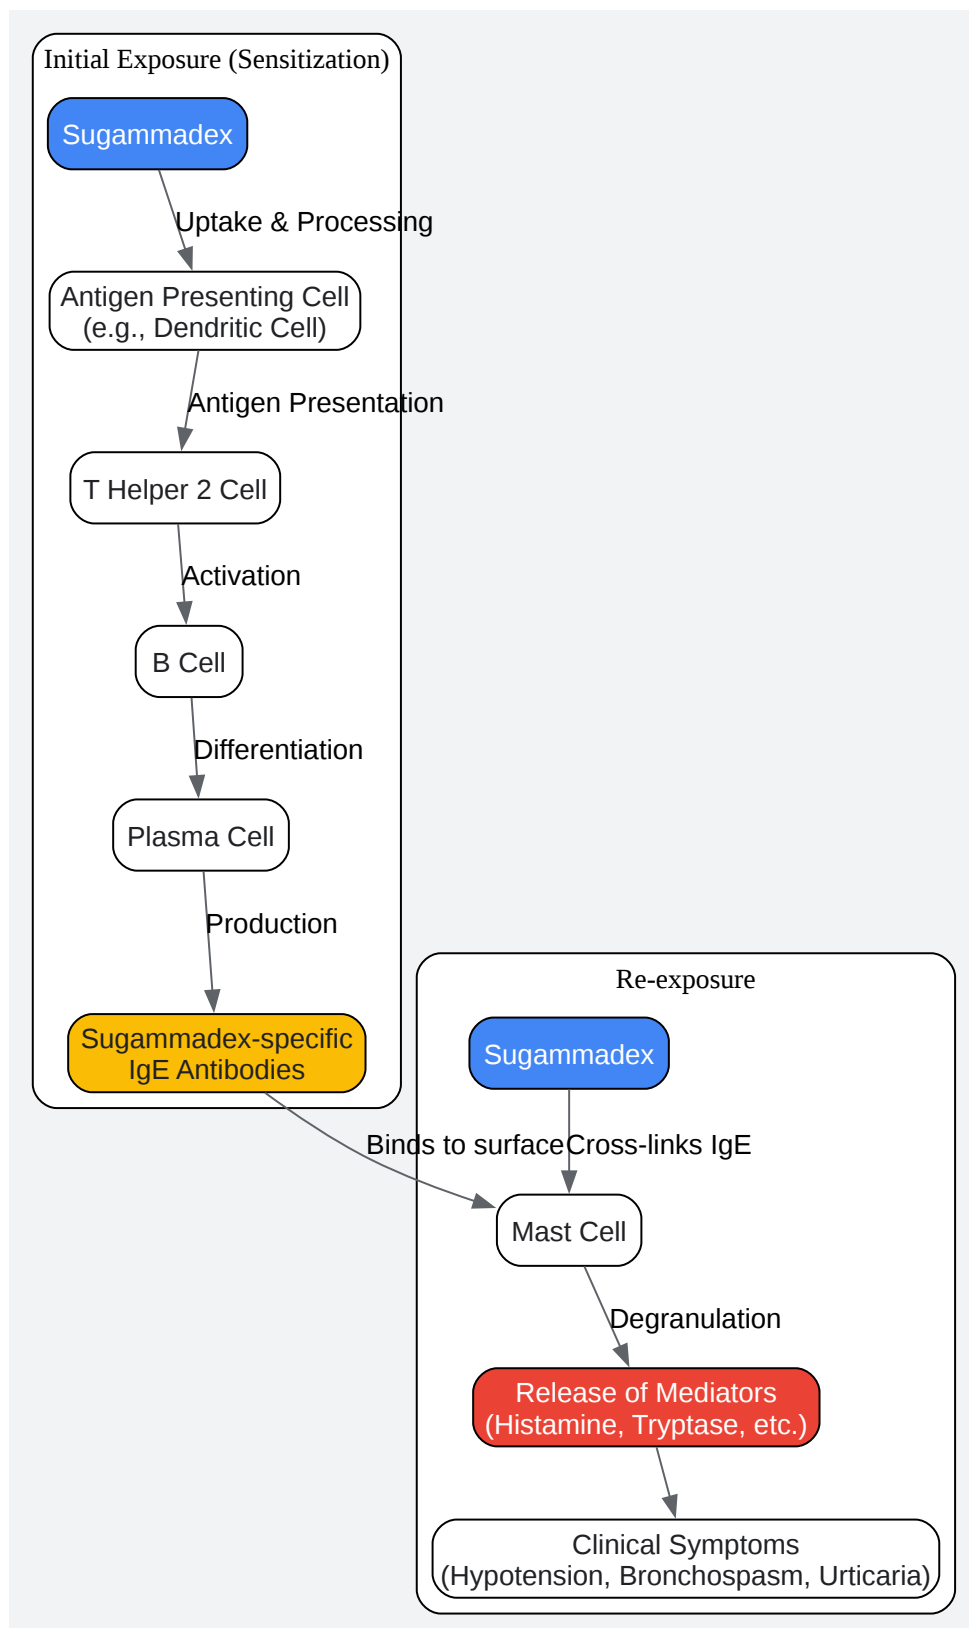 Initial Exposure (Sensitization)
Sugammadex
Uptake & Processing
Antigen Presenting Cell
(e.g., Dendritic Cell)
Antigen Presentation
T Helper 2 Cell
Activation
B Cell
Differentiation
Plasma Cell
Production
Sugammadex-specific
IgE Antibodies
Binds to surface
Re-exposure
Sugammadex
Cross-links IgE
Mast Cell
Degranulation
Release of Mediators
(Histamine, Tryptase, etc.)
Clinical Symptoms
(Hypotension, Bronchospasm, Urticaria)